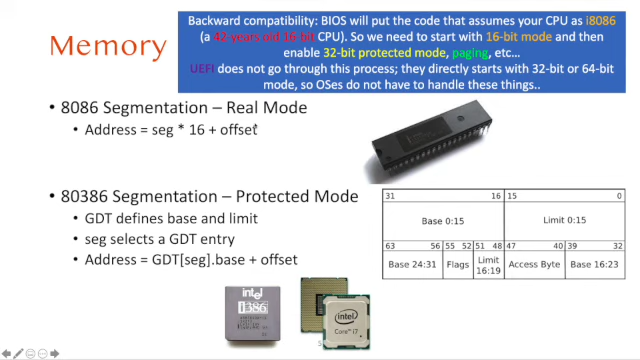 Memory
Backward compatibility: BIOS will put the code that assumes your CPU as i8086
(a 42-years old 16-bit CPU). So we need to start with 16-bit mode and then
enable 32-bit protected mode, paging, etc…
UEFI does not go through this process; they directly starts with 32-bit or 64-bit
mode, so OSes do not have to handle these things..
• 8086 Segmentation – Real Mode
• Address = seg * 16 + offset
• 80386 Segmentation – Protected Mode
• GDT defines base and limit
• seg selects a GDT entry
• Address = GDT[seg].base + offset
31 16 15 0
Base 0:15 Limit 0:15
63 56 55 52 51 48 47 40 39 32
Base 24:31 Flags Limit 16:19 Access Byte Base 16:23
intel
i386
intel
Core i7